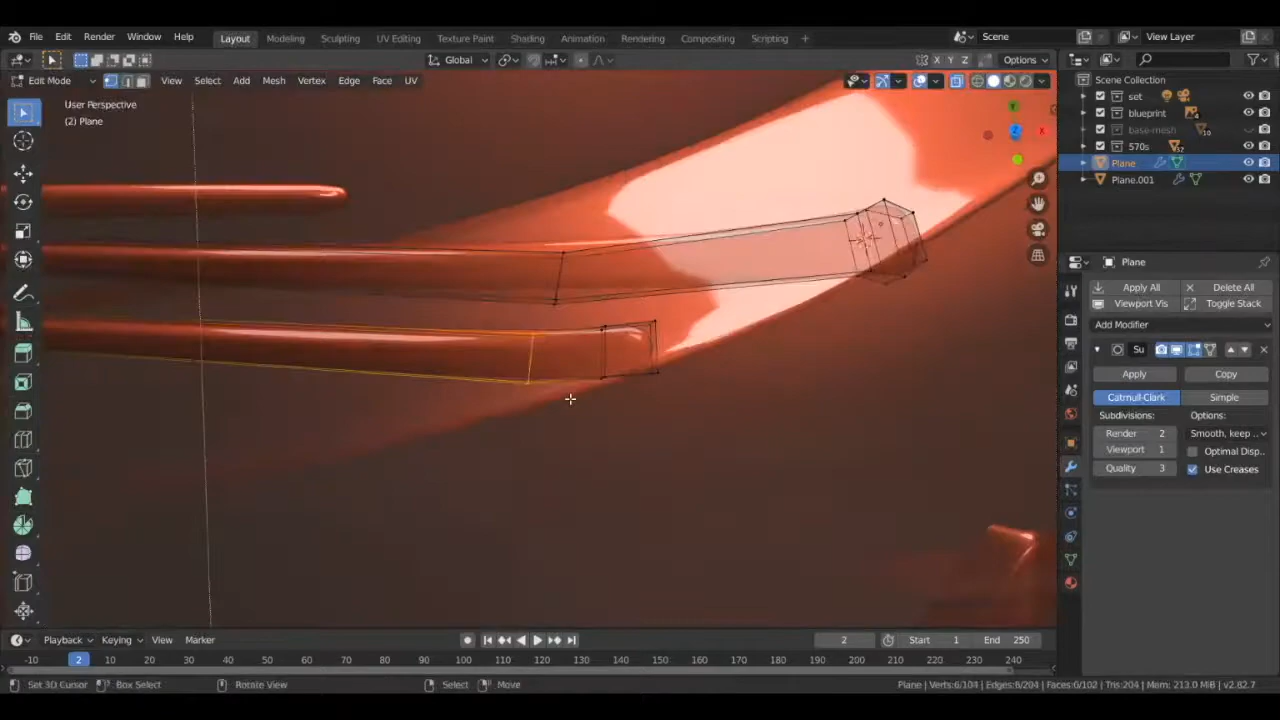 File Edit Render Window Help Layout Modeling Sculpting UV Editing Texture Paint Shading Animation Rendering Compositing Scripting + Scene View Layer
Global X Y Z Options
Edit Mode View Select Add Mesh Vertex Edge Face UV
User Perspective
(2) Plane
Y
Z X
Scene Collection
set
blueprint 4
base-mesh 10
570s 52
Plane
Plane.001
Plane
Apply All Delete All
Viewport Vis Toggle Stack
Add Modifier
Su
Apply Copy
Catmull-Clark Simple
Subdivisions: Options:
Render 2 Smooth, keep ..
Viewport 1 Optimal Disp..
Quality 3 Use Creases
Playback Keying View Marker 2 Start 1 End 250
-10 2 10 20 30 40 50 60 70 80 90 100 110 120 130 140 150 160 170 180 190 200 210 220 230 240
Set 3D Cursor Box Select Rotate View Select Move Plane | Verts:6/104 | Edges:8/204 | Faces:0/102 | Tris:204 | Mem: 213.0 MiB | v2.82.7